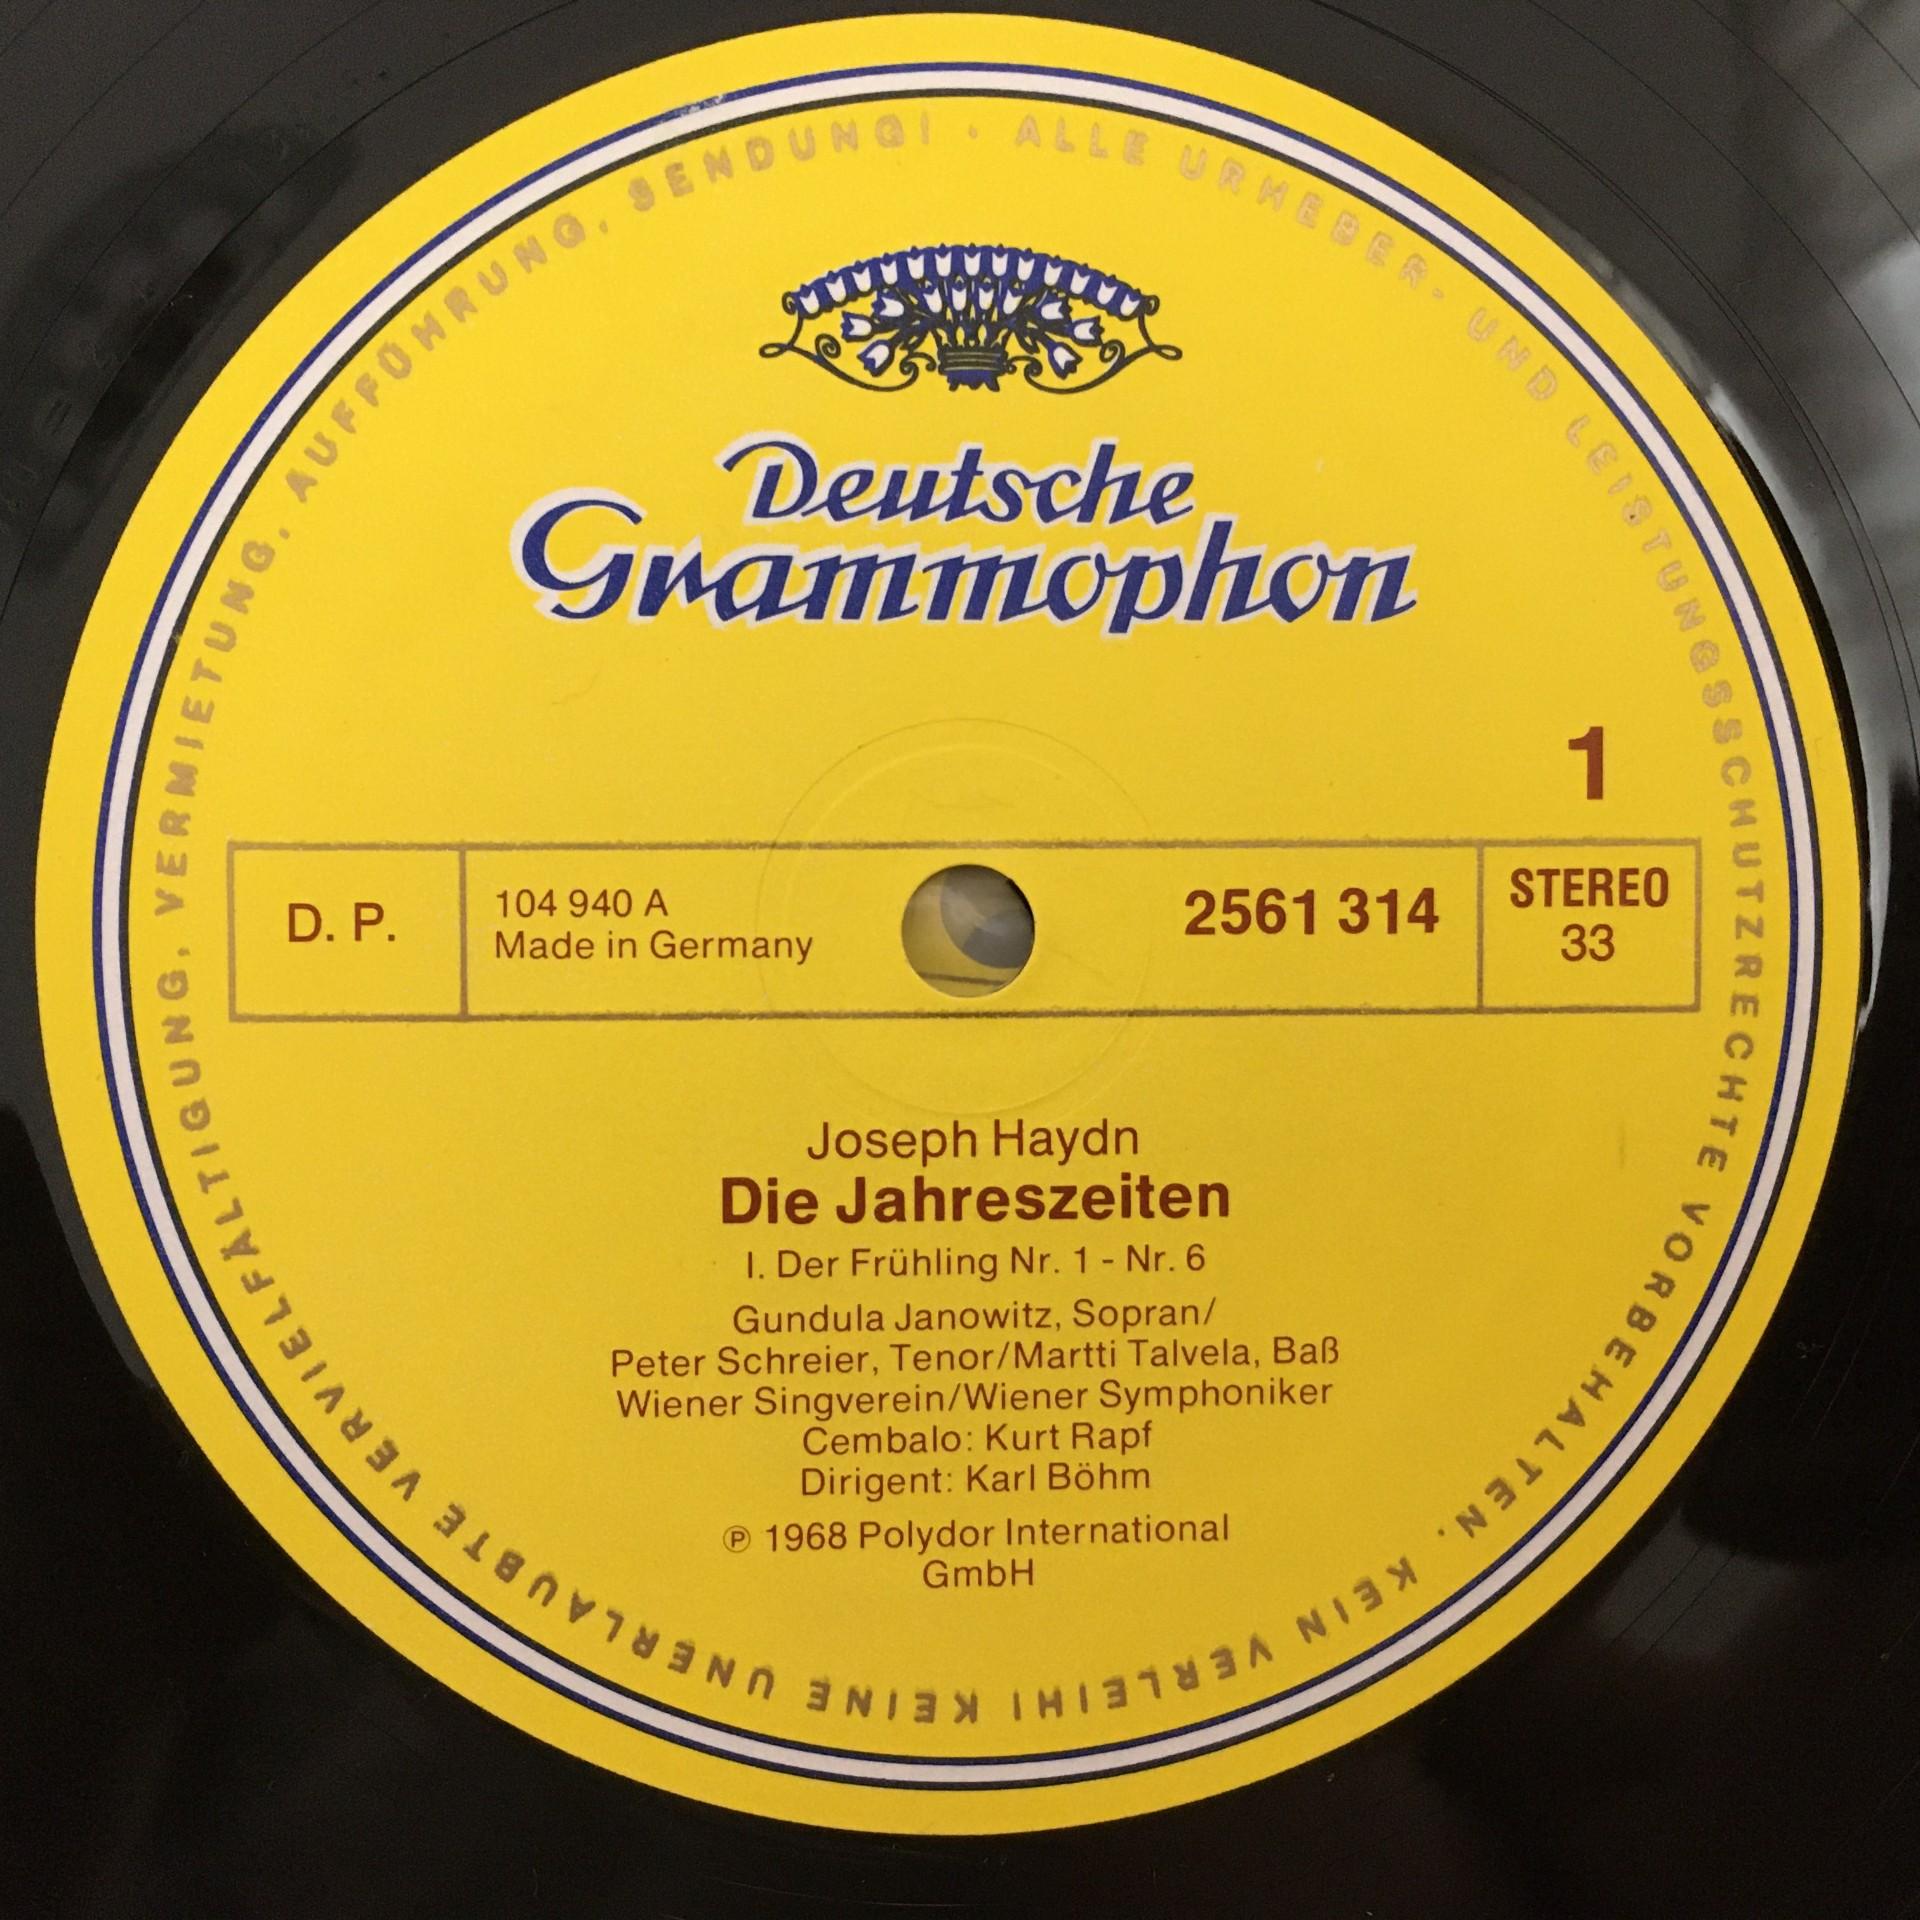 ALLE URHEBER- UND LEISTUNGSSCHUTZRECHTE VORBEHALTEN. KEIN VERLEIH! KEINE UNERLAUBTE VERVIELFÄLTIGUNG, VERMIETUNG, AUFFÜHRUNG, SENDUNG! ·
Deutsche
Grammophon
1
D. P.
104 940 A
Made in Germany
2561 314
STEREO
33
Joseph Haydn
Die Jahreszeiten
I. Der Frühling Nr. 1 - Nr. 6
Gundula Janowitz, Sopran/
Peter Schreier, Tenor/Martti Talvela, Baß
Wiener Singverein/Wiener Symphoniker
Cembalo: Kurt Rapf
Dirigent: Karl Böhm
℗ 1968 Polydor International
GmbH